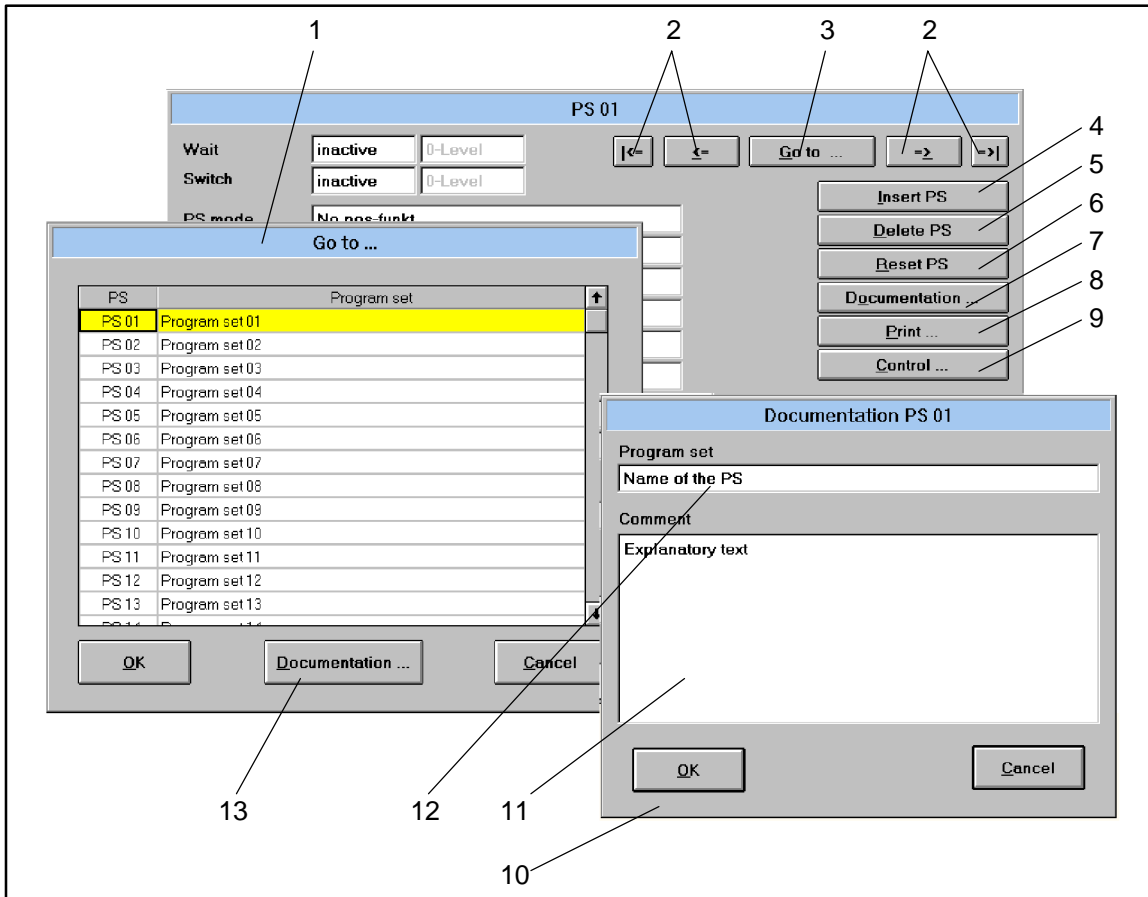 1 2 3 2
PS 01
Wait inactive 0-Level |<= <= Go to ... => =>|
Switch inactive 0-Level
PS mode No pos-funkt
4
Insert PS
5
Delete PS
6
Reset PS
7
Documentation ...
8
Print ...
9
Control ...
Go to ...
PS Program set
PS 01 Program set 01
PS 02 Program set 02
PS 03 Program set 03
PS 04 Program set 04
PS 05 Program set 05
PS 06 Program set 06
PS 07 Program set 07
PS 08 Program set 08
PS 09 Program set 09
PS 10 Program set 10
PS 11 Program set 11
PS 12 Program set 12
PS 13 Program set 13
OK Documentation ... Cancel
Documentation PS 01
Program set
Name of the PS
Comment
Explanatory text
OK Cancel
13 12 11
10